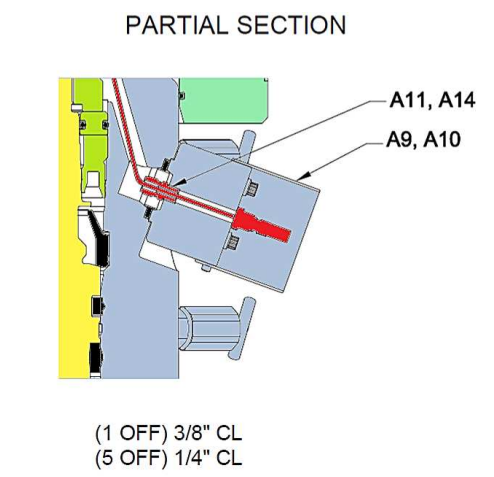 PARTIAL SECTION
A11, A14
A9, A10
(1 OFF) 3/8" CL
(5 OFF) 1/4" CL